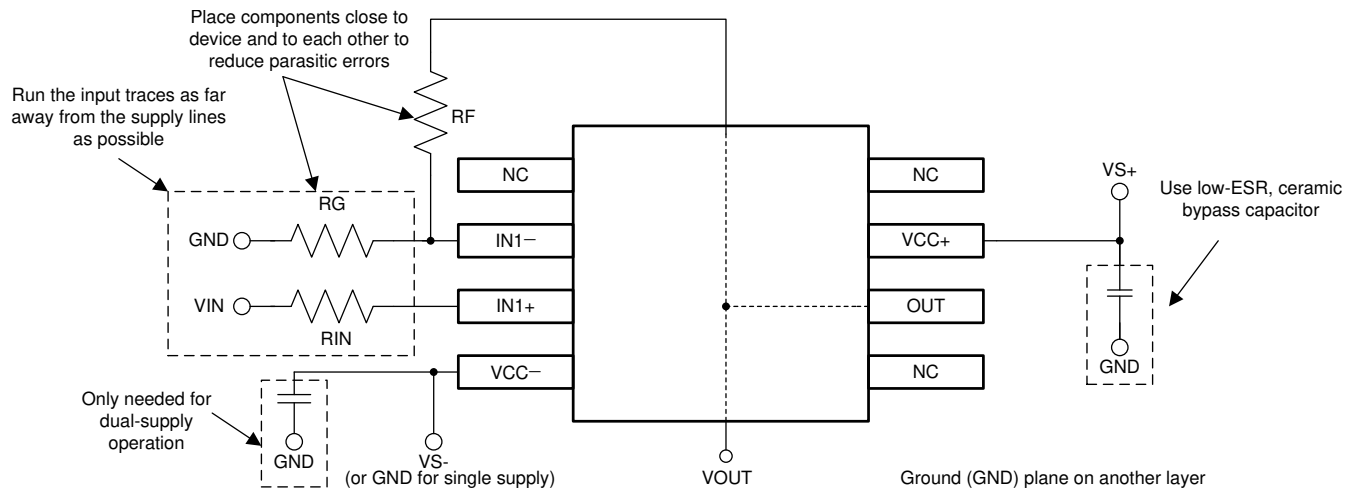 Place components close to
device and to each other to
reduce parasitic errors
Run the input traces as far
away from the supply lines
as possible
RF
NC
NC
VS+
Use low-ESR, ceramic
bypass capacitor
RG
GND
IN1−
VCC+
VIN
IN1+
OUT
RIN
VCC−
NC
GND
Only needed for
dual-supply
operation
GND
VS-
(or GND for single supply)
VOUT
Ground (GND) plane on another layer